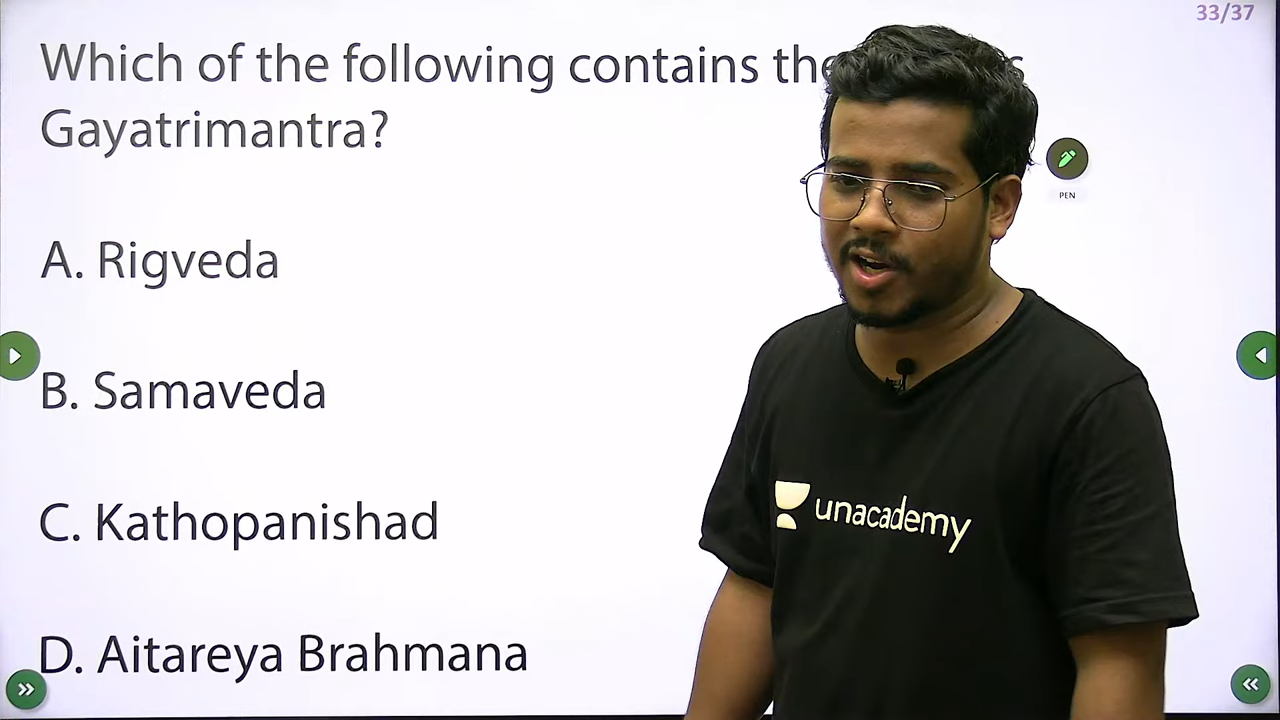 33/37
Which of the following contains the
Gayatrimantra?
PEN
A. Rigveda
B. Samaveda
C. Kathopanishad
D. Aitareya Brahmana
unacademy